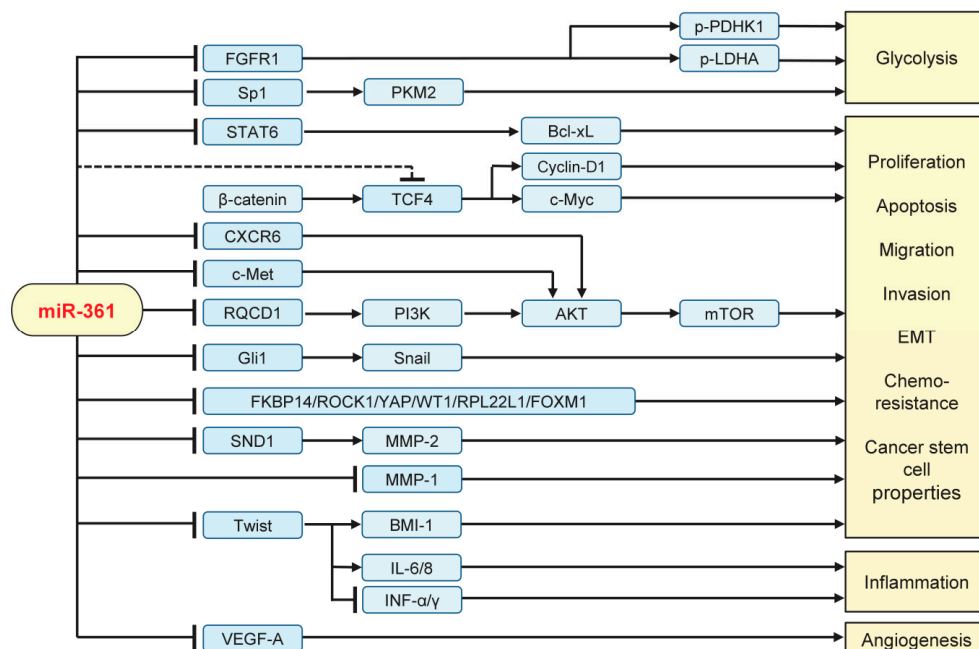 p-PDHK1
FGFR1
p-LDHA
Glycolysis
Sp1
PKM2
STAT6
Bcl-xL
Cyclin-D1
β-catenin
TCF4
c-Myc
CXCR6
c-Met
miR-361
RQCD1
PI3K
AKT
mTOR
Gli1
Snail
FKBP14/ROCK1/YAP/WT1/RPL22L1/FOXM1
SND1
MMP-2
MMP-1
Twist
BMI-1
Proliferation
Apoptosis
Migration
Invasion
EMT
Chemo-
resistance
Cancer stem
cell
properties
IL-6/8
INF-α/γ
Inflammation
VEGF-A
Angiogenesis